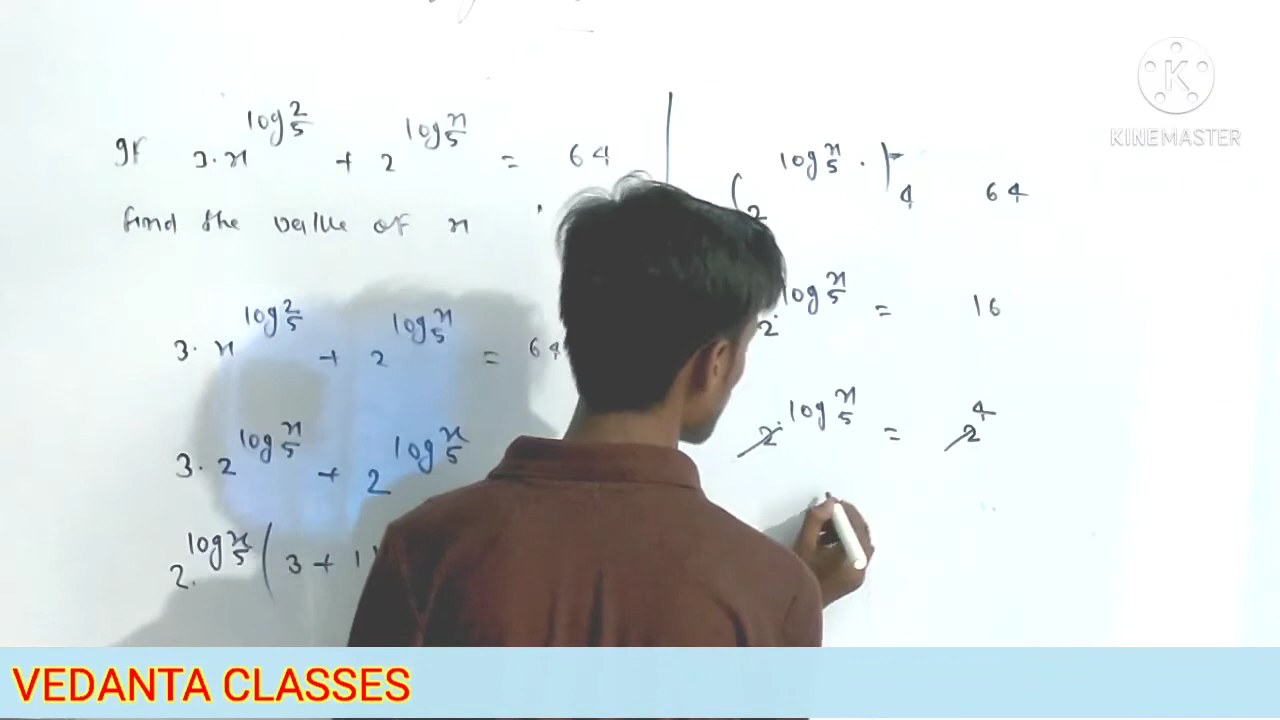 If 3·x^{log_5 2} + 2^{log_5 x} = 64
find the value of x.
3·x^{log_5 2} + 2^{log_5 x} = 64
3·2^{log_5 x} + 2^{log_5 x}
2^{log_5 x} (3 + 1
(2^{log_5 x} · 4 64
2^{log_5 x} = 16
2^{log_5 x} = 2^4
KINEMASTER
VEDANTA CLASSES